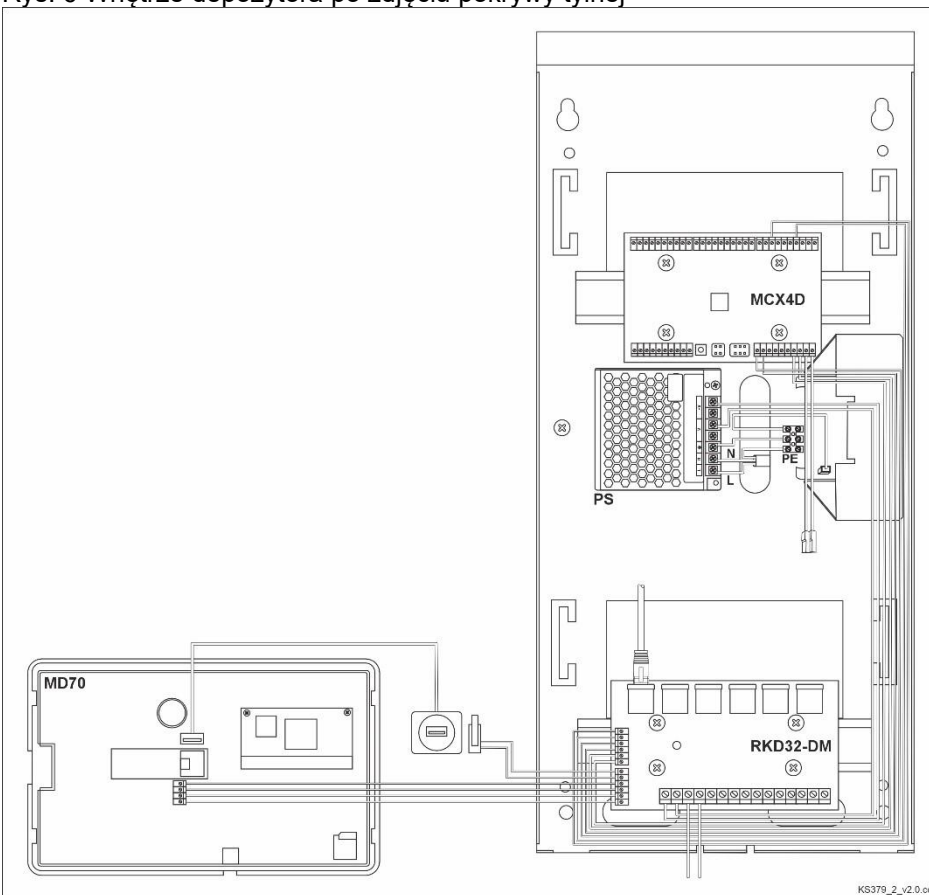 Rys. 6 Wnętrze depozytora po zdjęciu pokrywy tylnej
MCX4D
N
PE
L
PS
MD70
RKD32-DM
KS379_2_v2.0.c